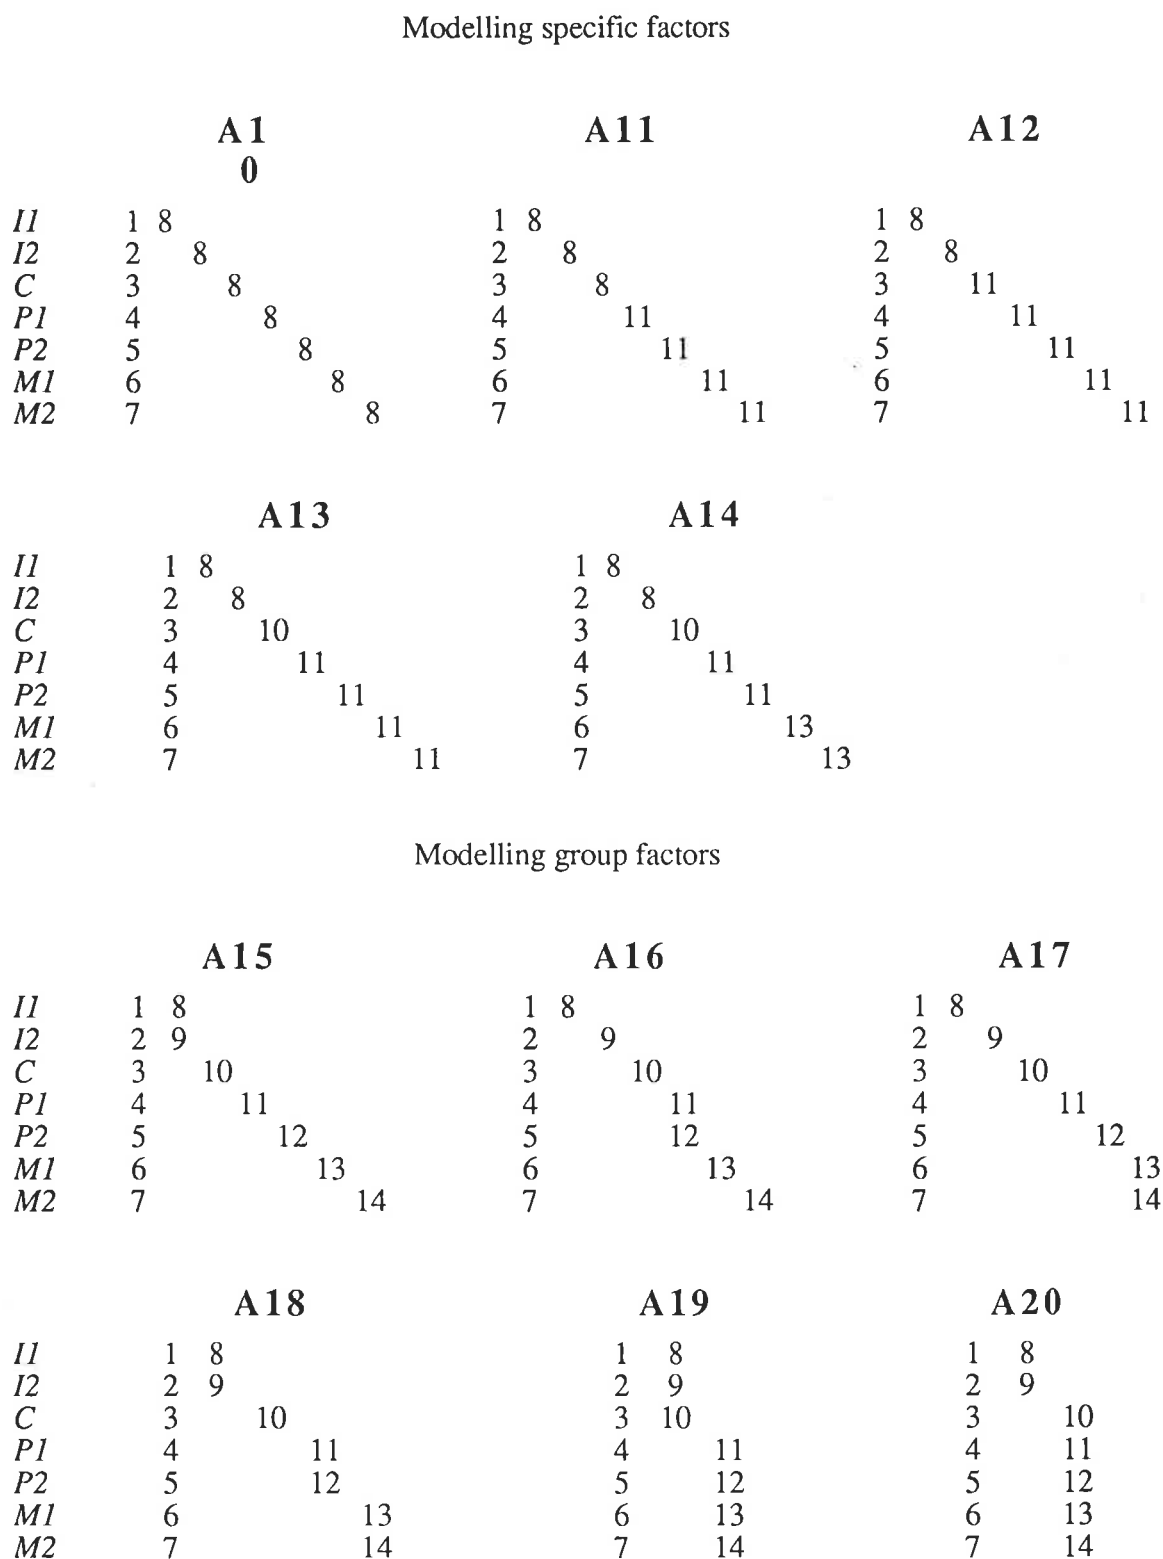 Modelling specific factors
A1 A11 A12
0
I1 1 8 1 8 1 8
I2 2 8 2 8 2 8
C 3 8 3 8 3 11
P1 4 8 4 11 4 11
P2 5 8 5 11 5 11
M1 6 8 6 11 6 11
M2 7 8 7 11 7 11
A13 A14
I1 1 8 1 8
I2 2 8 2 8
C 3 10 3 10
P1 4 11 4 11
P2 5 11 5 11
M1 6 11 6 13
M2 7 11 7 13
Modelling group factors
A15 A16 A17
I1 1 8 1 8 1 8
I2 2 9 2 9 2 9
C 3 10 3 10 3 10
P1 4 11 4 11 4 11
P2 5 12 5 12 5 12
M1 6 13 6 13 6 13
M2 7 14 7 14 7 14
A18 A19 A20
I1 1 8 1 8 1 8
I2 2 9 2 9 2 9
C 3 10 3 10 3 10
P1 4 11 4 11 4 11
P2 5 12 5 12 5 12
M1 6 13 6 13 6 13
M2 7 14 7 14 7 14